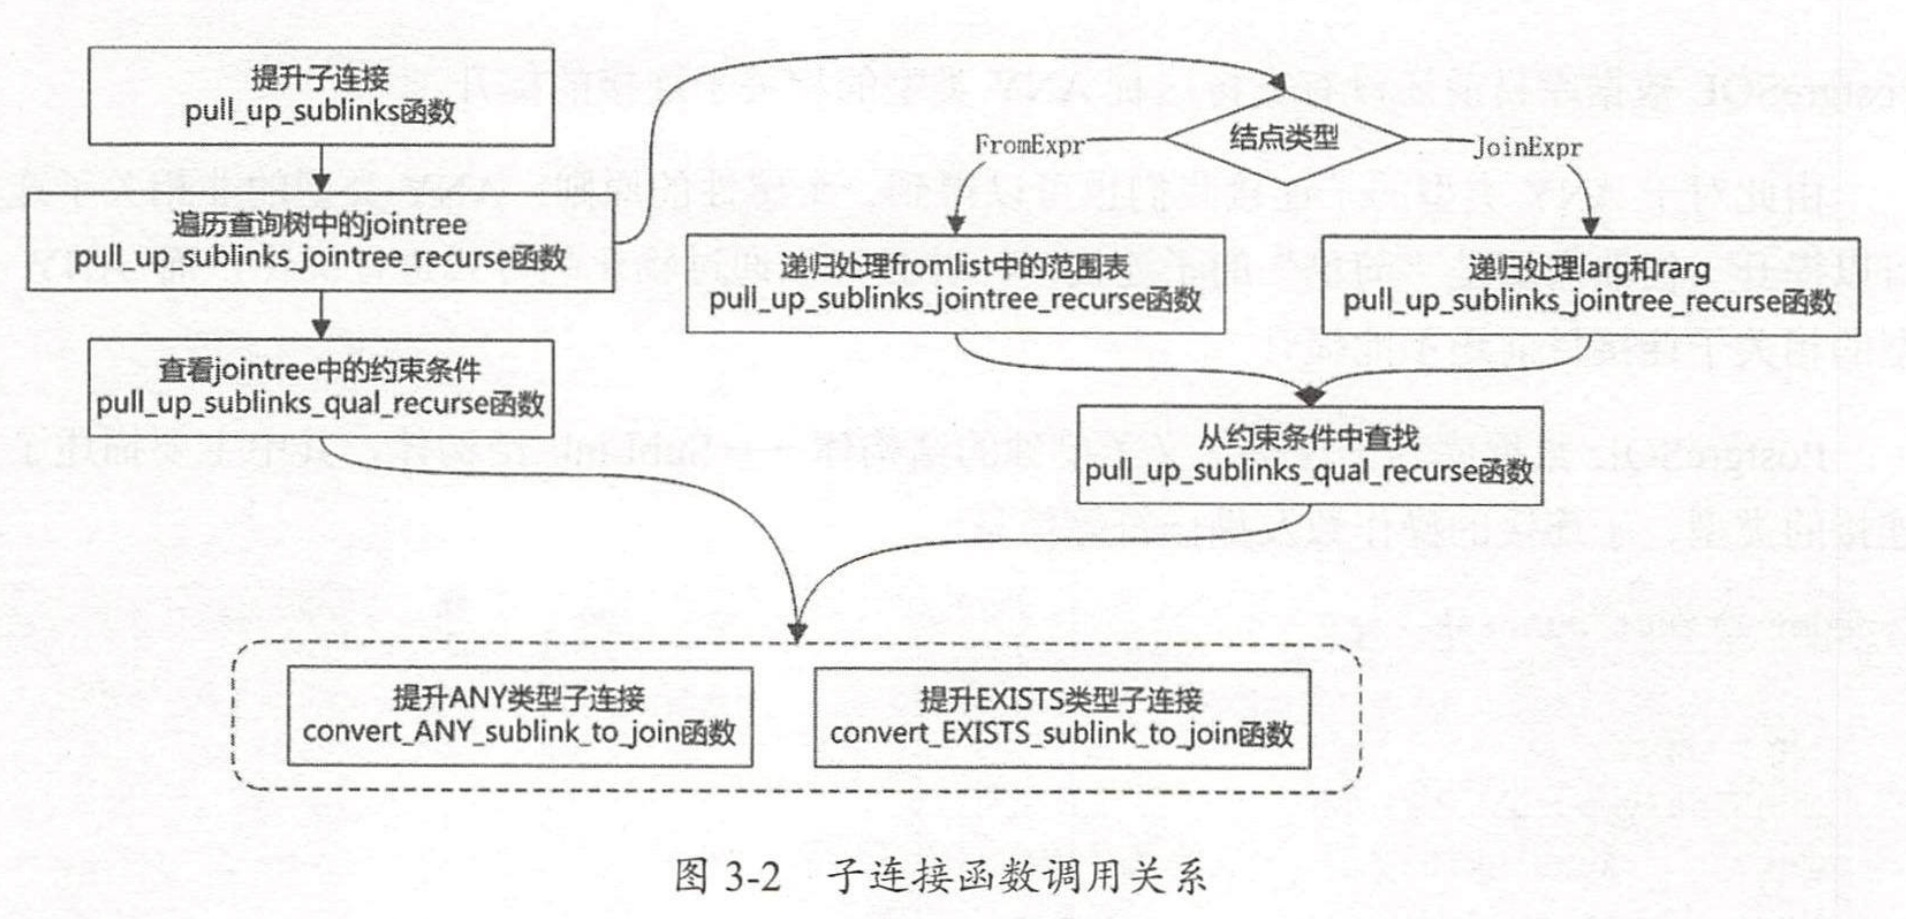 提升子连接
pull_up_sublinks函数
遍历查询树中的jointree
pull_up_sublinks_jointree_recurse函数
查看jointree中的约束条件
pull_up_sublinks_qual_recurse函数
结点类型
FromExpr
JoinExpr
递归处理fromlist中的范围表
pull_up_sublinks_jointree_recurse函数
递归处理larg和rarg
pull_up_sublinks_jointree_recurse函数
从约束条件中查找
pull_up_sublinks_qual_recurse函数
提升ANY类型子连接
convert_ANY_sublink_to_join函数
提升EXISTS类型子连接
convert_EXISTS_sublink_to_join函数
图 3-2 子连接函数调用关系